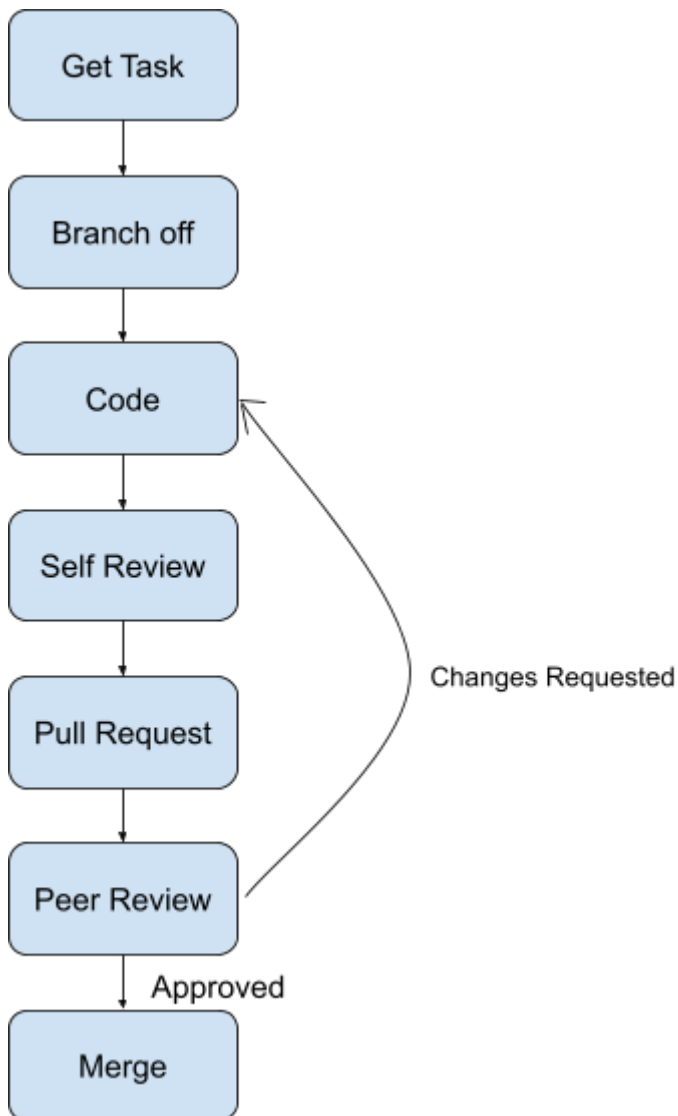 Get Task
Branch off
Code
Self Review
Changes Requested
Pull Request
Peer Review
Approved
Merge